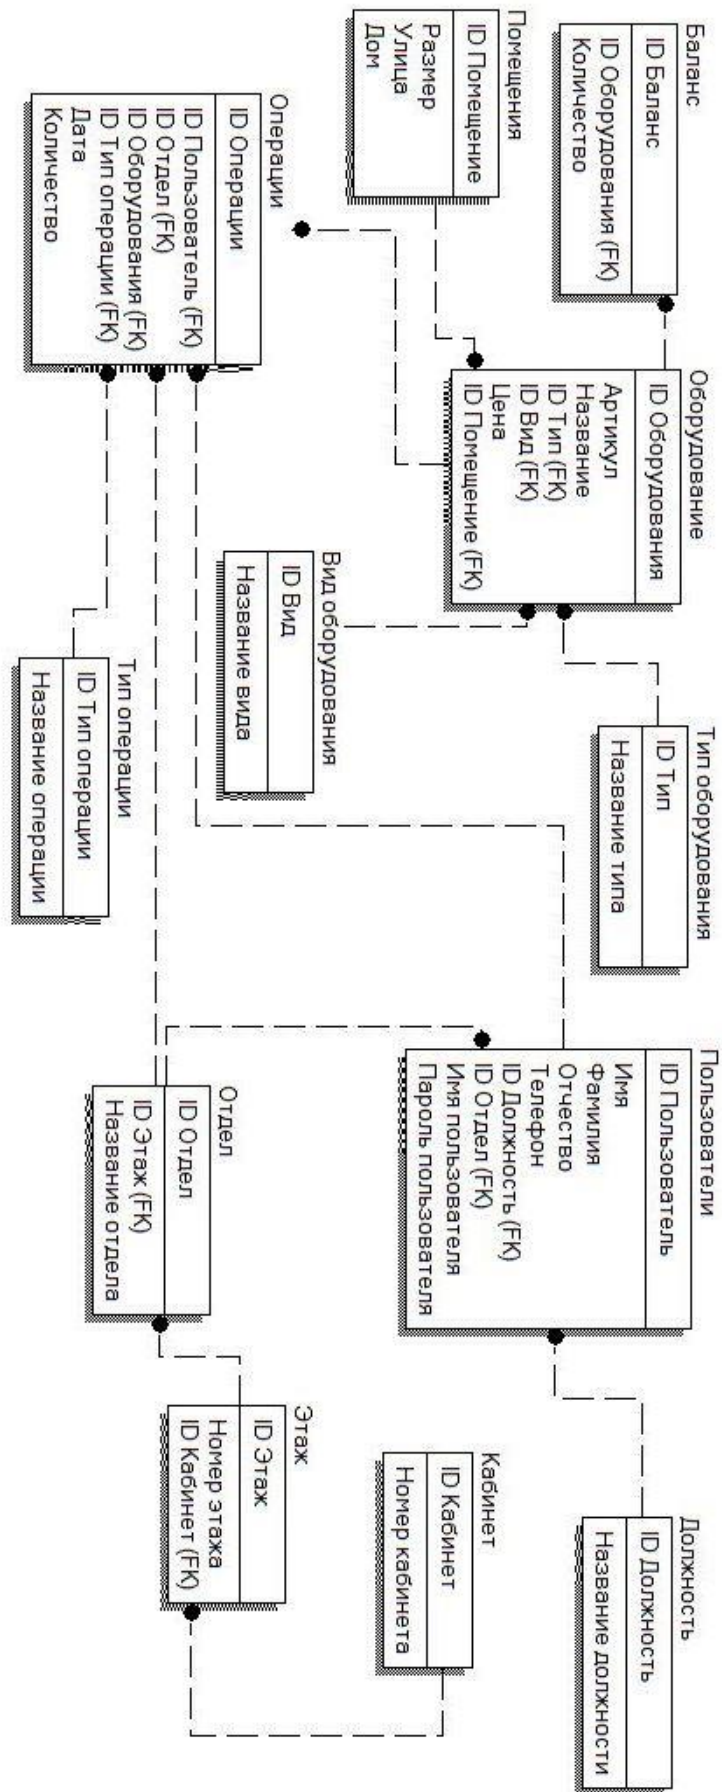 Баланс
ID Баланс
ID Оборудования (FK)
Количество
Оборудование
ID Оборудования
Артикул
Название
ID Тип (FK)
ID Вид (FK)
Цена
ID Помещение (FK)
Тип оборудования
ID Тип
Название типа
Пользователи
ID Пользователь
Имя
Фамилия
Отчество
Телефон
ID Должность (FK)
ID Отдел (FK)
Имя пользователя
Пароль пользователя
Должность
ID Должность
Название должности
Помещения
ID Помещение
Размер
Улица
Дом
Вид оборудования
ID Вид
Название вида
Кабинет
ID Кабинет
Номер кабинета
Операции
ID Операции
ID Пользователь (FK)
ID Отдел (FK)
ID Оборудования (FK)
ID Тип операции (FK)
Дата
Количество
Тип операции
ID Тип операции
Название операции
Отдел
ID Отдел
ID Этаж (FK)
Название отдела
Этаж
ID Этаж
Номер этажа
ID Кабинет (FK)